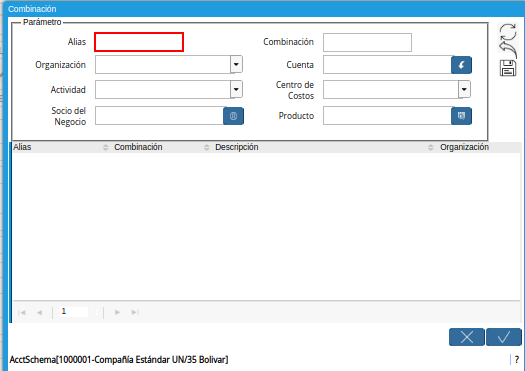 Combinación
Parámetro
Alias
Combinación
Organización
Cuenta
Actividad
Centro de
Costos
Socio del
Negocio
Producto
Alias Combinación Descripción Organización
1
AcctSchema[1000001-Compañía Estándar UN/35 Bolivar]
?